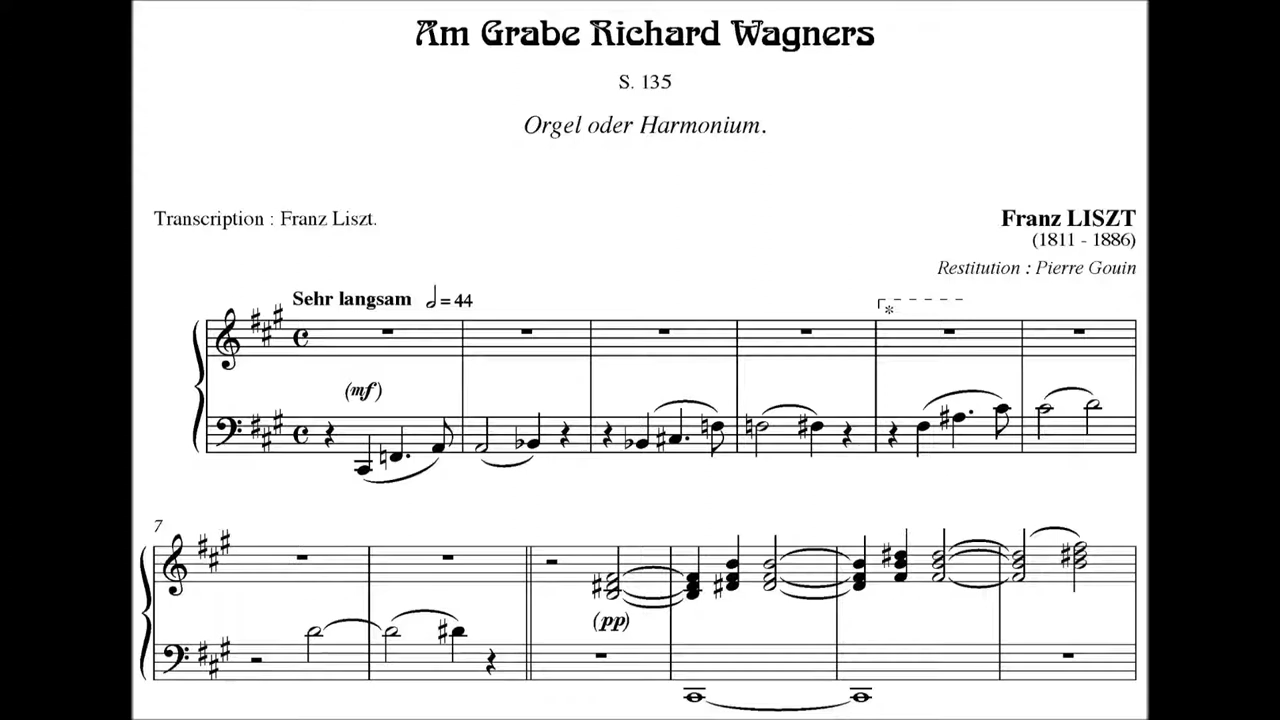 Am Grabe Richard Wagners
S. 135
Orgel oder Harmonium.
Transcription : Franz Liszt.
Franz LISZT
(1811 - 1886)
Restitution : Pierre Gouin
Sehr langsam 𝅗𝅥 = 44
*
(mf)
7
(pp)